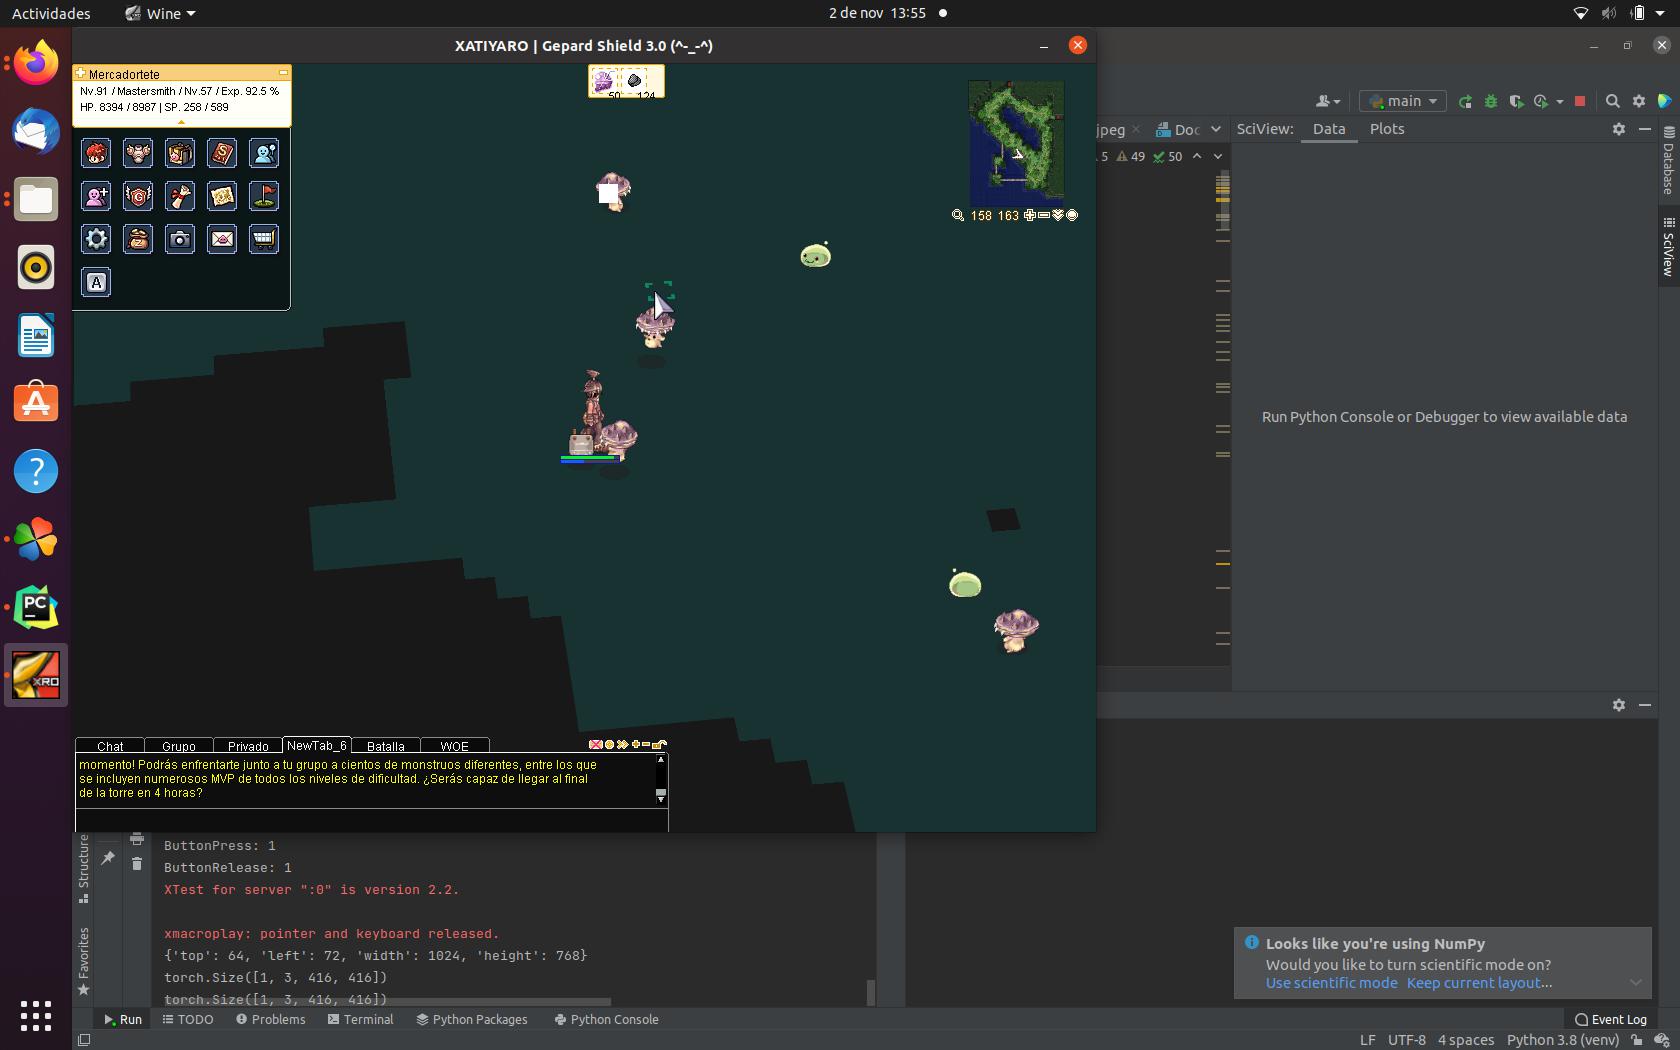 Actividades
Wine
2 de nov 13:55
XATIYARO | Gepard Shield 3.0 (^-_-^)
Mercadortete
Nv.91 / Mastersmith / Nv.57 / Exp. 92.5 %
HP. 8394 / 8987 | SP. 258 / 589
50 124
A
158 163
main
jpeg
Doc
SciView:
Data
Plots
5 49 50
Database
SciView
Run Python Console or Debugger to view available data
Chat
Grupo
Privado
NewTab_6
Batalla
WOE
momento! Podrás enfrentarte junto a tu grupo a cientos de monstruos diferentes, entre los que
se incluyen numerosos MVP de todos los niveles de dificultad. ¿Serás capaz de llegar al final
de la torre en 4 horas?
PC
XRO
Structure
Favorites
ButtonPress: 1
ButtonRelease: 1
XTest for server ":0" is version 2.2.
xmacroplay: pointer and keyboard released.
{'top': 64, 'left': 72, 'width': 1024, 'height': 768}
torch.Size([1, 3, 416, 416])
torch.Size([1, 3, 416, 416])
Looks like you're using NumPy
Would you like to turn scientific mode on?
Use scientific mode Keep current layout...
Run
TODO
Problems
Terminal
Python Packages
Python Console
Event Log
LF UTF-8 4 spaces Python 3.8 (venv)